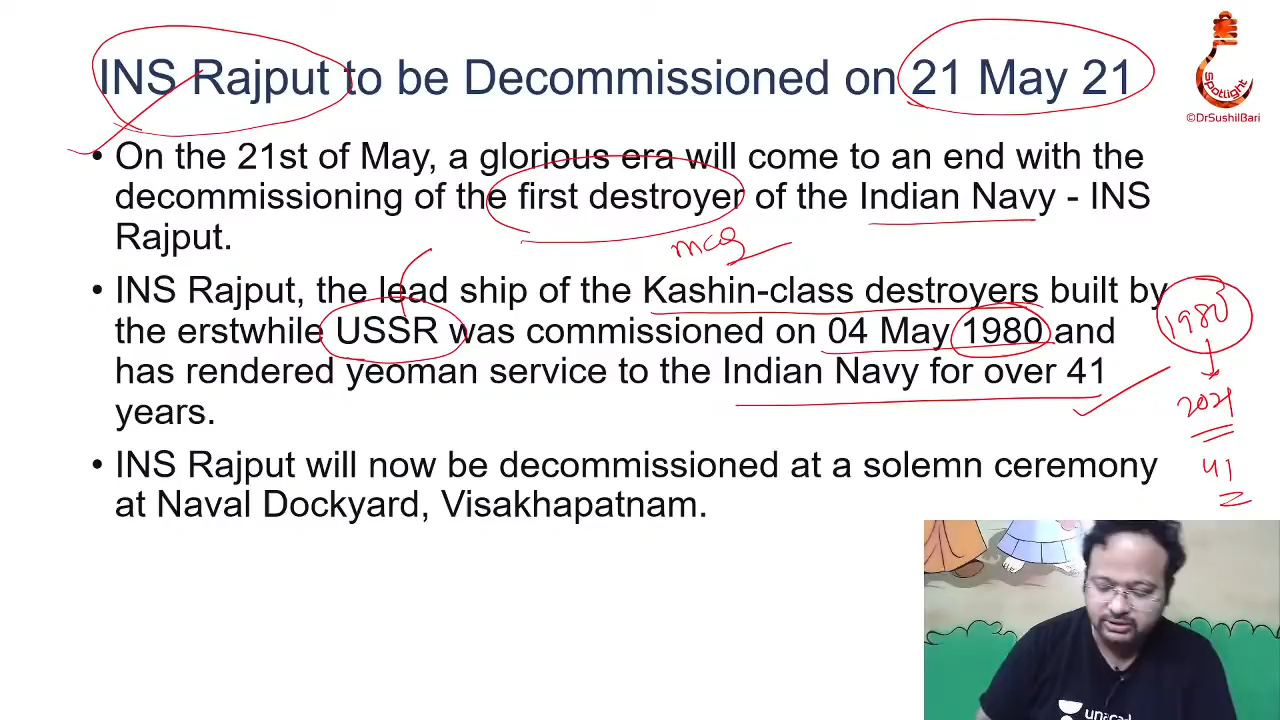 INS Rajput to be Decommissioned on 21 May 21
Spotlight
©DrSushilBari
• On the 21st of May, a glorious era will come to an end with the
decommissioning of the first destroyer of the Indian Navy - INS
Rajput.
mcq
• INS Rajput, the lead ship of the Kashin-class destroyers built by
the erstwhile USSR was commissioned on 04 May 1980 and
has rendered yeoman service to the Indian Navy for over 41
years.
1980
2021
41
• INS Rajput will now be decommissioned at a solemn ceremony
at Naval Dockyard, Visakhapatnam.